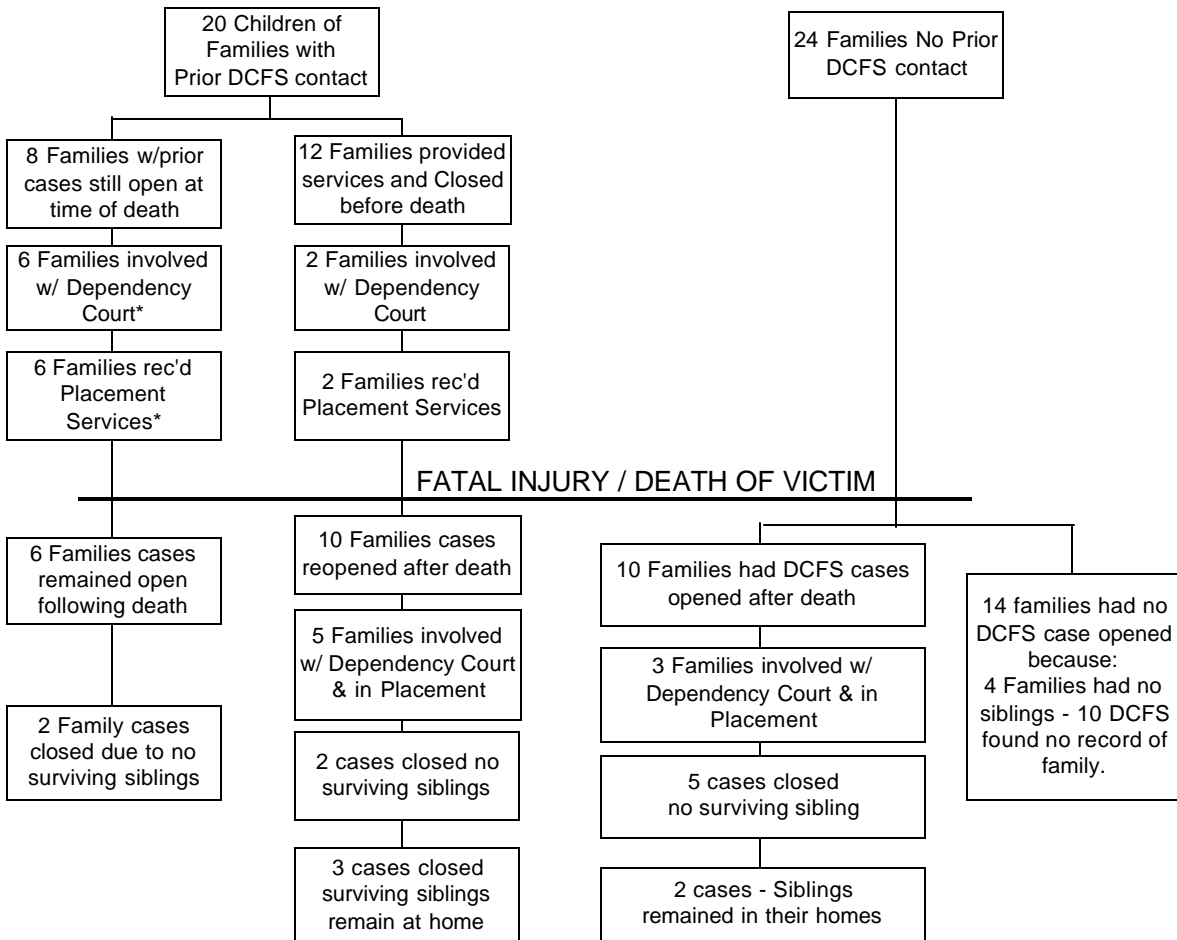 20 Children of
Families with
Prior DCFS contact
24 Families No Prior
DCFS contact
8 Families w/prior
cases still open at
time of death
12 Families provided
services and Closed
before death
6 Families involved
w/ Dependency
Court*
2 Families involved
w/ Dependency
Court
6 Families rec'd
Placement
Services*
2 Families rec'd
Placement Services
FATAL INJURY / DEATH OF VICTIM
6 Families cases
remained open
following death
10 Families cases
reopened after death
10 Families had DCFS cases
opened after death
14 families had no
DCFS case opened
because:
4 Families had no
siblings - 10 DCFS
found no record of
family.
5 Families involved
w/ Dependency Court
& in Placement
3 Families involved w/
Dependency Court & in
Placement
2 Family cases
closed due to no
surviving siblings
2 cases closed no
surviving siblings
5 cases closed
no surviving sibling
3 cases closed
surviving siblings
remain at home
2 cases - Siblings
remained in their homes